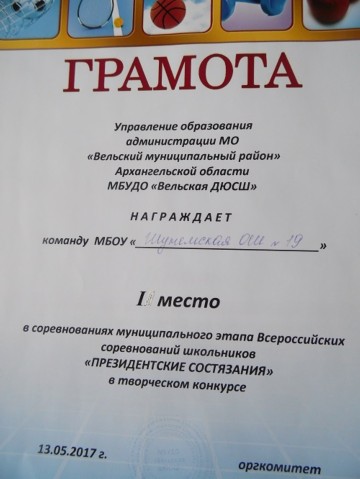 ГРАМОТА
Управление образования
администрации МО
«Вельский муниципальный район»
Архангельской области
МБУДО «Вельская ДЮСШ»
НАГРАЖДАЕТ
команду МБОУ «Шунемская ОШ № 19»
II место
в соревнованиях муниципального этапа Всероссийских
соревнований школьников
«ПРЕЗИДЕНТСКИЕ СОСТЯЗАНИЯ»
в творческом конкурсе
13.05.2017 г.
оргкомитет